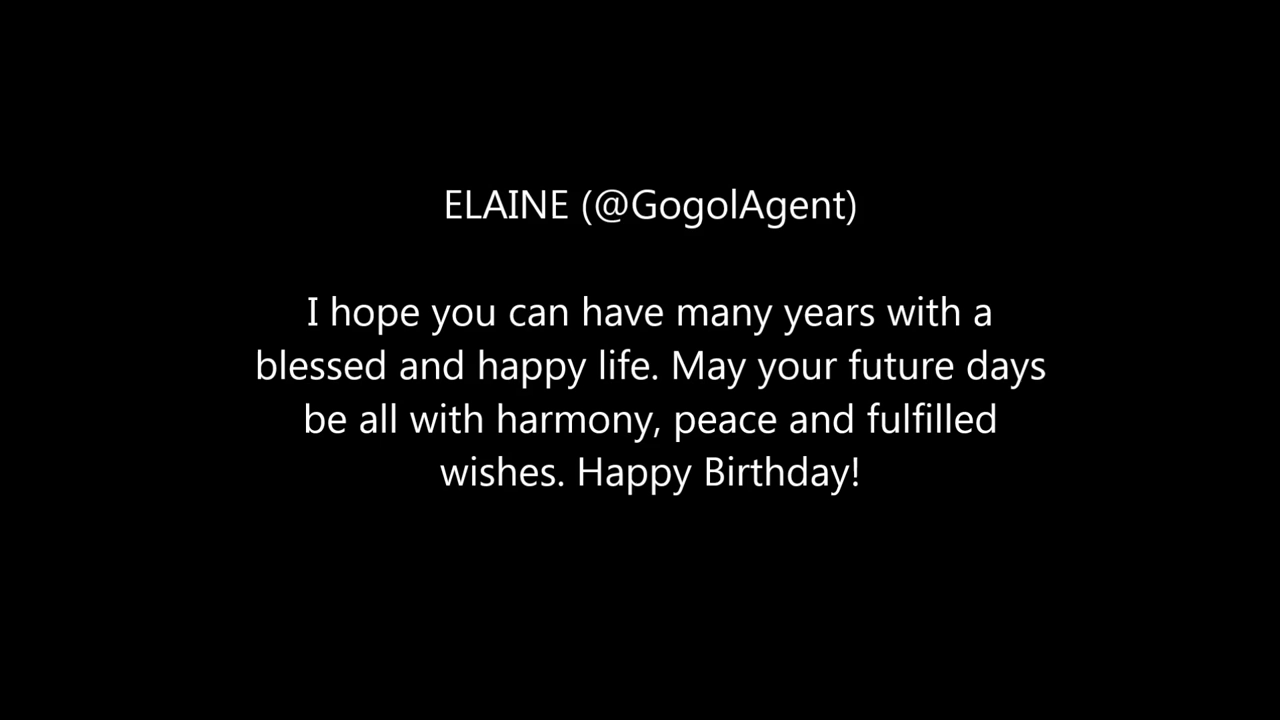 ELAINE (@GogolAgent)
I hope you can have many years with a
blessed and happy life. May your future days
be all with harmony, peace and fulfilled
wishes. Happy Birthday!